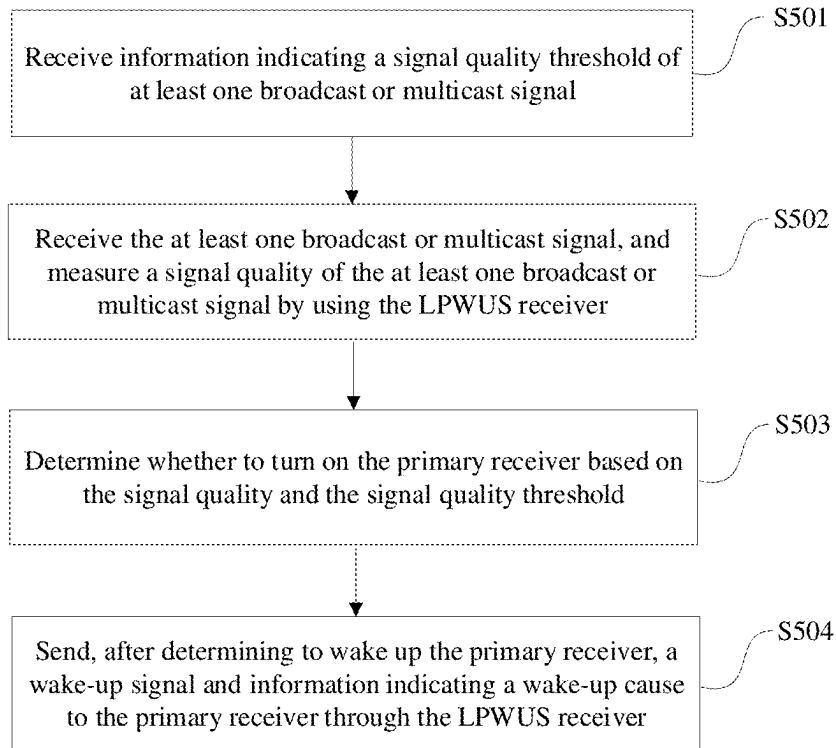 S501
Receive information indicating a signal quality threshold of
at least one broadcast or multicast signal
S502
Receive the at least one broadcast or multicast signal, and
measure a signal quality of the at least one broadcast or
multicast signal by using the LPWUS receiver
S503
Determine whether to turn on the primary receiver based on
the signal quality and the signal quality threshold
S504
Send, after determining to wake up the primary receiver, a
wake-up signal and information indicating a wake-up cause
to the primary receiver through the LPWUS receiver